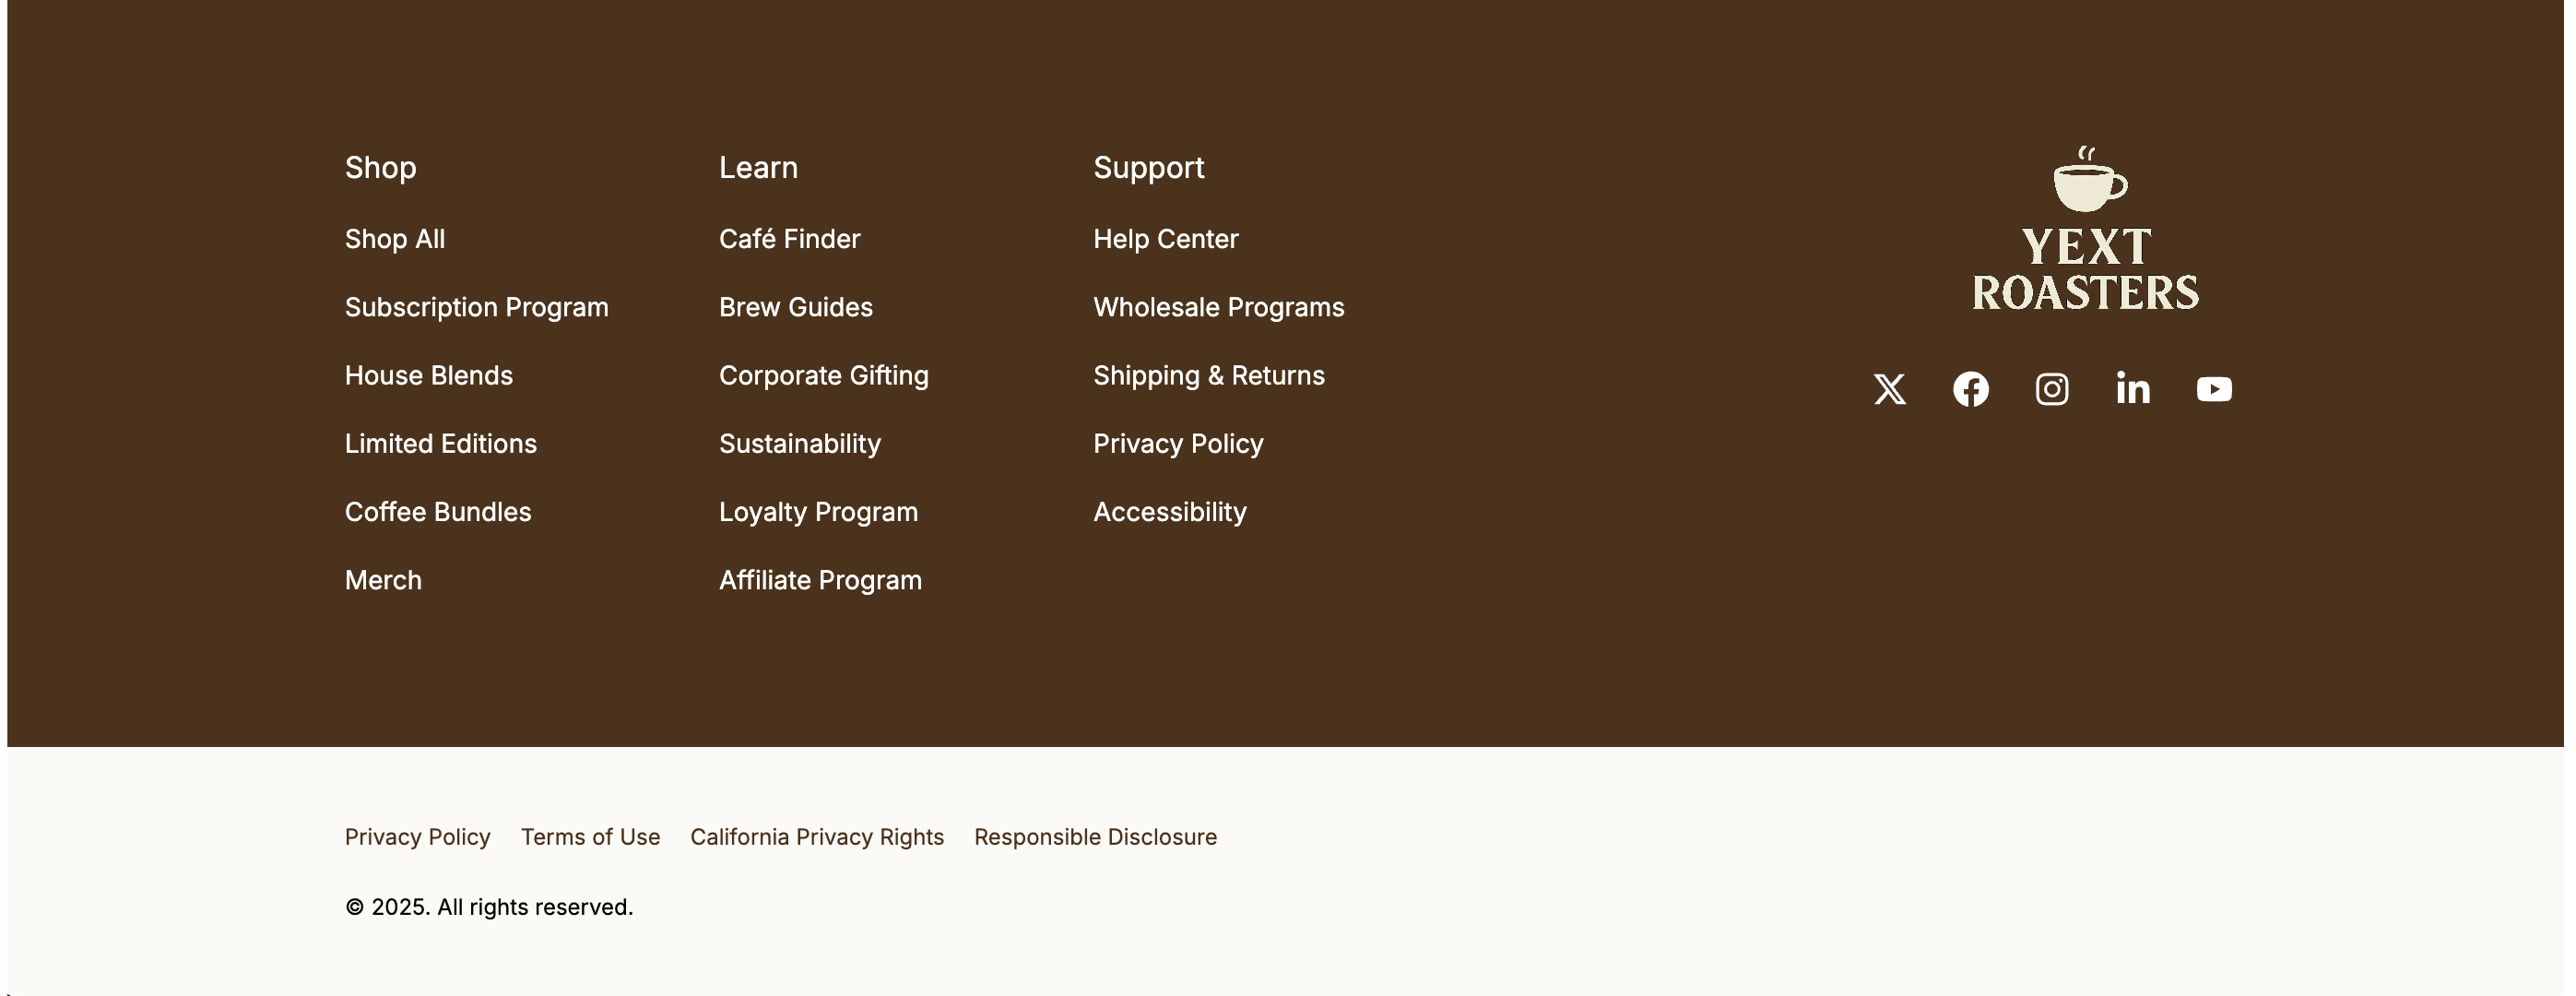 Shop
Shop All
Subscription Program
House Blends
Limited Editions
Coffee Bundles
Merch
Learn
Café Finder
Brew Guides
Corporate Gifting
Sustainability
Loyalty Program
Affiliate Program
Support
Help Center
Wholesale Programs
Shipping & Returns
Privacy Policy
Accessibility
YEXT
ROASTERS
Privacy Policy Terms of Use California Privacy Rights Responsible Disclosure
© 2025. All rights reserved.